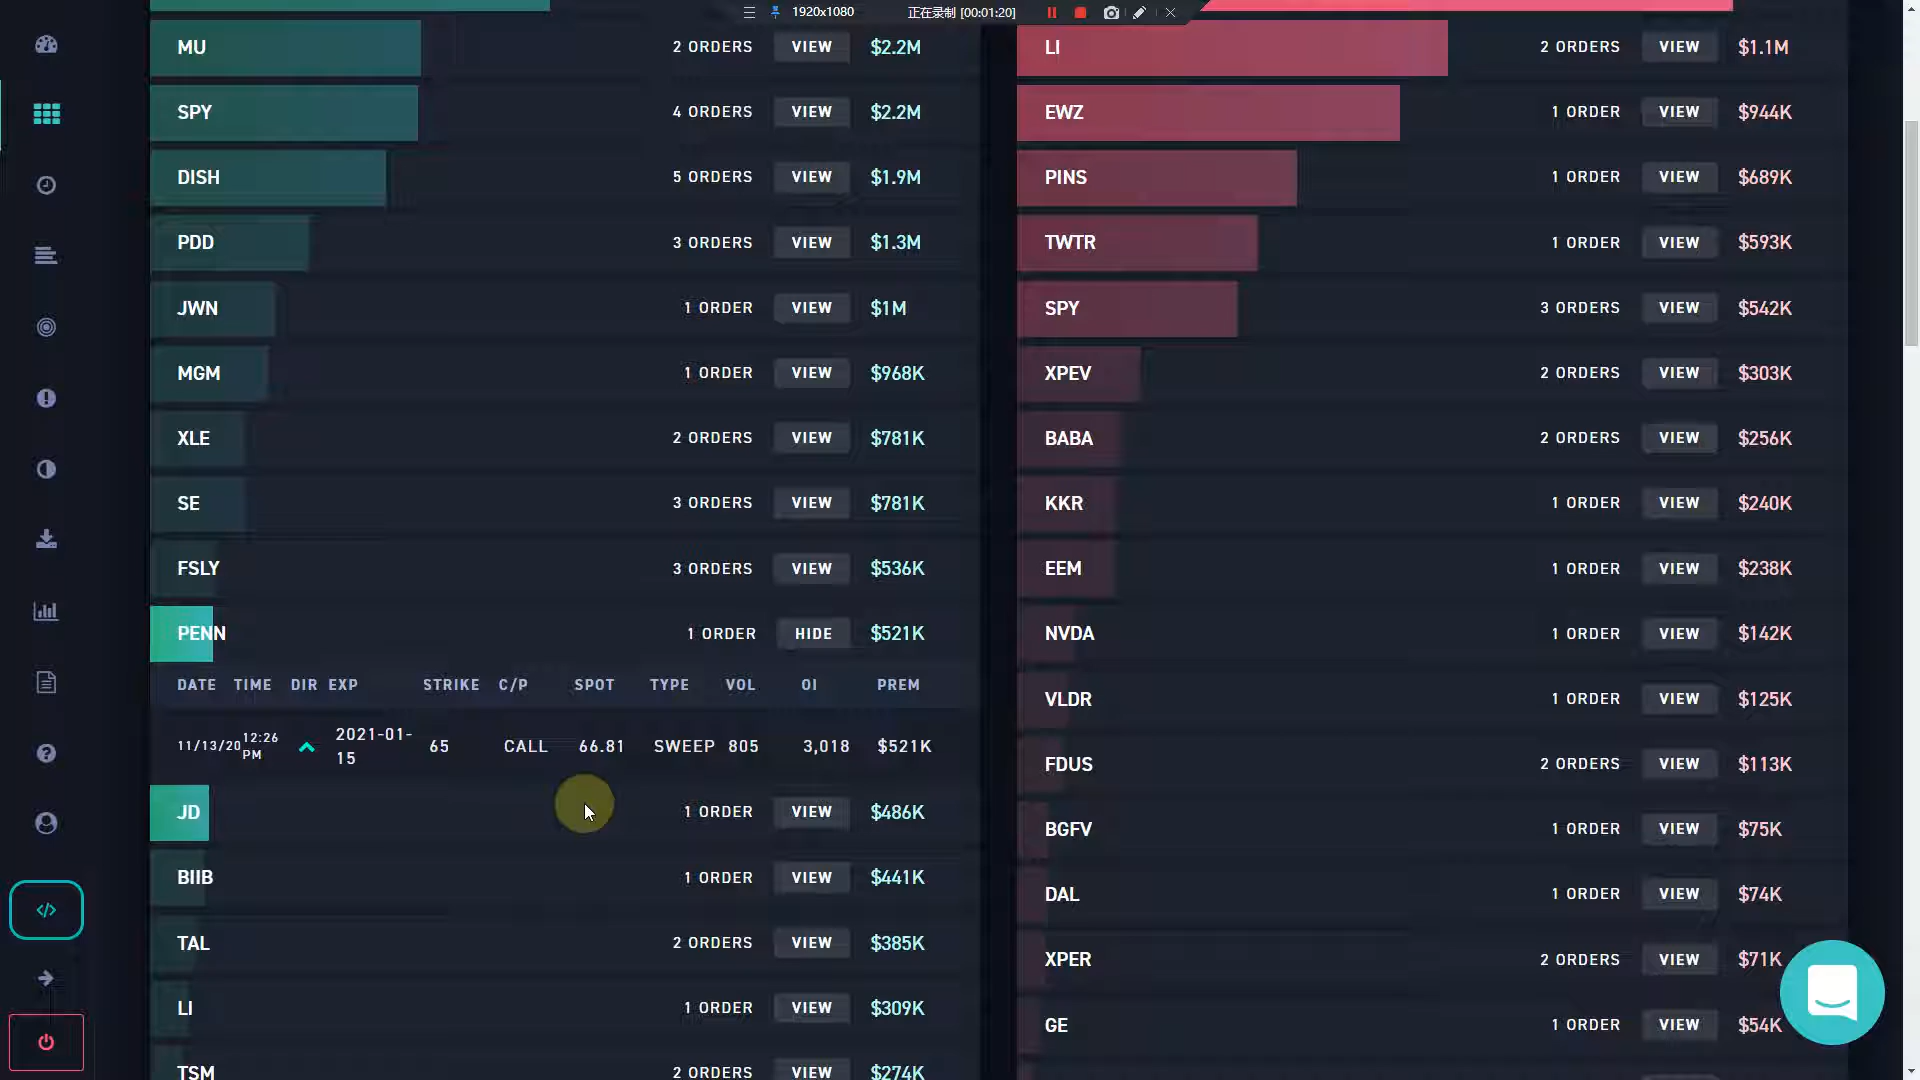 1920x1080 正在录制 [00:01:20]
MU 2 ORDERS VIEW $2.2M
SPY 4 ORDERS VIEW $2.2M
DISH 5 ORDERS VIEW $1.9M
PDD 3 ORDERS VIEW $1.3M
JWN 1 ORDER VIEW $1M
MGM 1 ORDER VIEW $968K
XLE 2 ORDERS VIEW $781K
SE 3 ORDERS VIEW $781K
FSLY 3 ORDERS VIEW $536K
PENN 1 ORDER HIDE $521K
DATE TIME DIR EXP STRIKE C/P SPOT TYPE VOL OI PREM
11/13/20 12:26 PM 2021-01-15 65 CALL 66.81 SWEEP 805 3,018 $521K
JD 1 ORDER VIEW $486K
BIIB 1 ORDER VIEW $441K
TAL 2 ORDERS VIEW $385K
LI 1 ORDER VIEW $309K
TSM 2 ORDERS VIEW $274K
LI 2 ORDERS VIEW $1.1M
EWZ 1 ORDER VIEW $944K
PINS 1 ORDER VIEW $689K
TWTR 1 ORDER VIEW $593K
SPY 3 ORDERS VIEW $542K
XPEV 2 ORDERS VIEW $303K
BABA 2 ORDERS VIEW $256K
KKR 1 ORDER VIEW $240K
EEM 1 ORDER VIEW $238K
NVDA 1 ORDER VIEW $142K
VLDR 1 ORDER VIEW $125K
FDUS 2 ORDERS VIEW $113K
BGFV 1 ORDER VIEW $75K
DAL 1 ORDER VIEW $74K
XPER 2 ORDERS VIEW $71K
GE 1 ORDER VIEW $54K